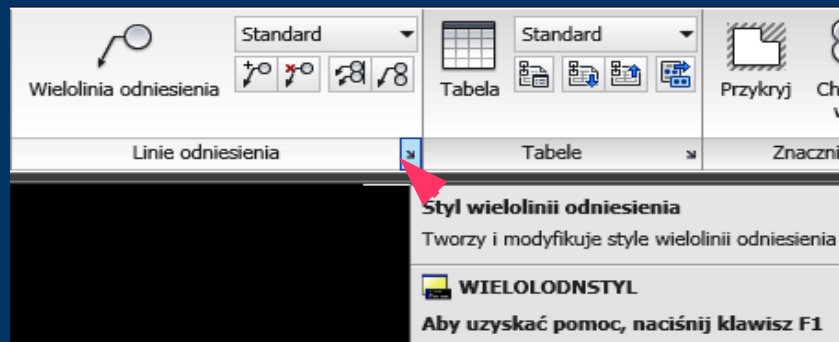 Standard
Standard
Wielolinia odniesienia
Tabela
Przykryj
Linie odniesienia
Tabele
Styl wielolinii odniesienia
Tworzy i modyfikuje style wielolinii odniesienia
WIELOLODNSTYL
Aby uzyskać pomoc, naciśnij klawisz F1